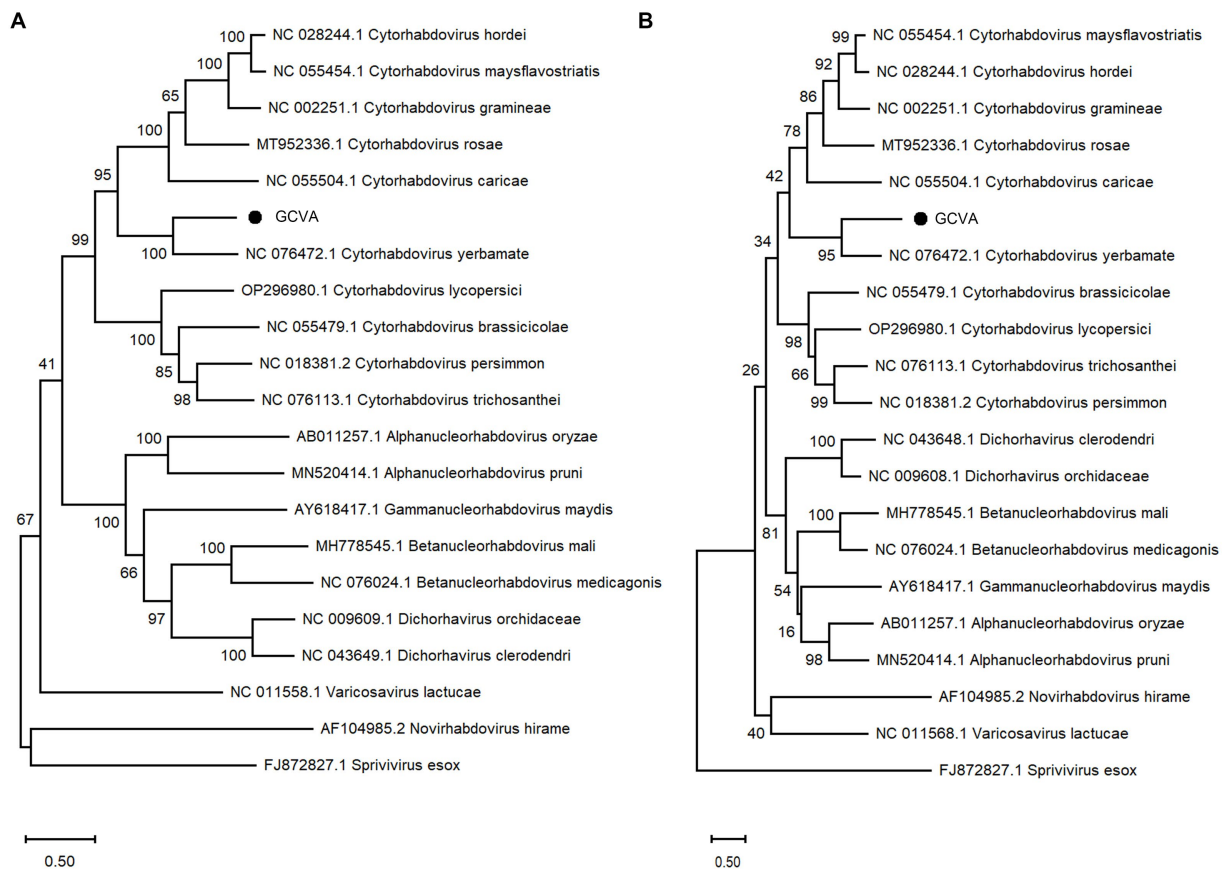 A
100 NC 028244.1 Cytorhabdovirus hordei
100 NC 055454.1 Cytorhabdovirus maysflavostriatis
65 NC 002251.1 Cytorhabdovirus gramineae
100 MT952336.1 Cytorhabdovirus rosae
95 NC 055504.1 Cytorhabdovirus caricae
GCVA
99 100 NC 076472.1 Cytorhabdovirus yerbamate
OP296980.1 Cytorhabdovirus lycopersici
100 NC 055479.1 Cytorhabdovirus brassicicolae
41 85 NC 018381.2 Cytorhabdovirus persimmon
98 NC 076113.1 Cytorhabdovirus trichosanthei
100 AB011257.1 Alphanucleorhabdovirus oryzae
MN520414.1 Alphanucleorhabdovirus pruni
67 100 AY618417.1 Gammanucleorhabdovirus maydis
100 MH778545.1 Betanucleorhabdovirus mali
66 NC 076024.1 Betanucleorhabdovirus medicagonis
97 NC 009609.1 Dichorhavirus orchidaceae
100 NC 043649.1 Dichorhavirus clerodendri
NC 011558.1 Varicosavirus lactucae
AF104985.2 Novirhabdovirus hirame
FJ872827.1 Sprivivirus esox
0.50
B
99 NC 055454.1 Cytorhabdovirus maysflavostriatis
92 NC 028244.1 Cytorhabdovirus hordei
86 NC 002251.1 Cytorhabdovirus gramineae
78 MT952336.1 Cytorhabdovirus rosae
42 NC 055504.1 Cytorhabdovirus caricae
GCVA
34 95 NC 076472.1 Cytorhabdovirus yerbamate
NC 055479.1 Cytorhabdovirus brassicicolae
98 OP296980.1 Cytorhabdovirus lycopersici
26 66 NC 076113.1 Cytorhabdovirus trichosanthei
99 NC 018381.2 Cytorhabdovirus persimmon
100 NC 043648.1 Dichorhavirus clerodendri
NC 009608.1 Dichorhavirus orchidaceae
81 100 MH778545.1 Betanucleorhabdovirus mali
NC 076024.1 Betanucleorhabdovirus medicagonis
54 AY618417.1 Gammanucleorhabdovirus maydis
16 AB011257.1 Alphanucleorhabdovirus oryzae
98 MN520414.1 Alphanucleorhabdovirus pruni
AF104985.2 Novirhabdovirus hirame
40 NC 011568.1 Varicosavirus lactucae
FJ872827.1 Sprivivirus esox
0.50